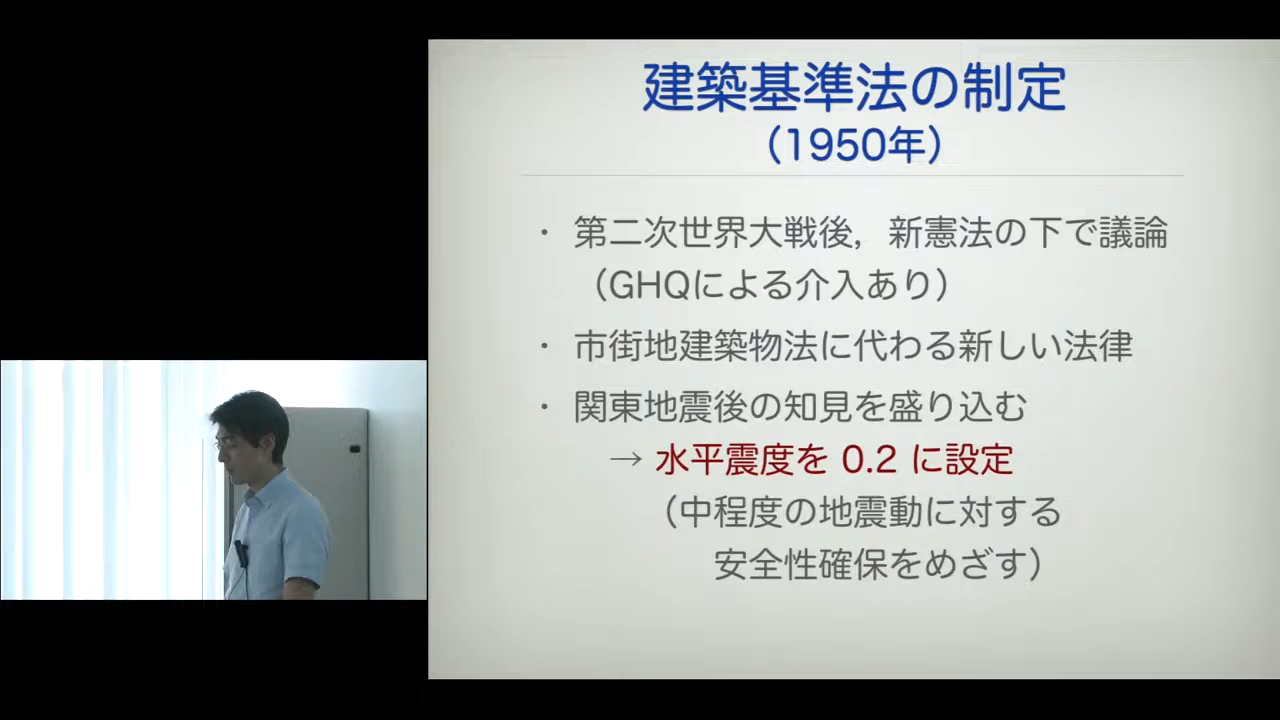 建築基準法の制定
（1950年）
・ 第二次世界大戦後，新憲法の下で議論
（GHQによる介入あり）
・ 市街地建築物法に代わる新しい法律
・ 関東地震後の知見を盛り込む
→ 水平震度を 0.2 に設定
（中程度の地震動に対する
安全性確保をめざす）